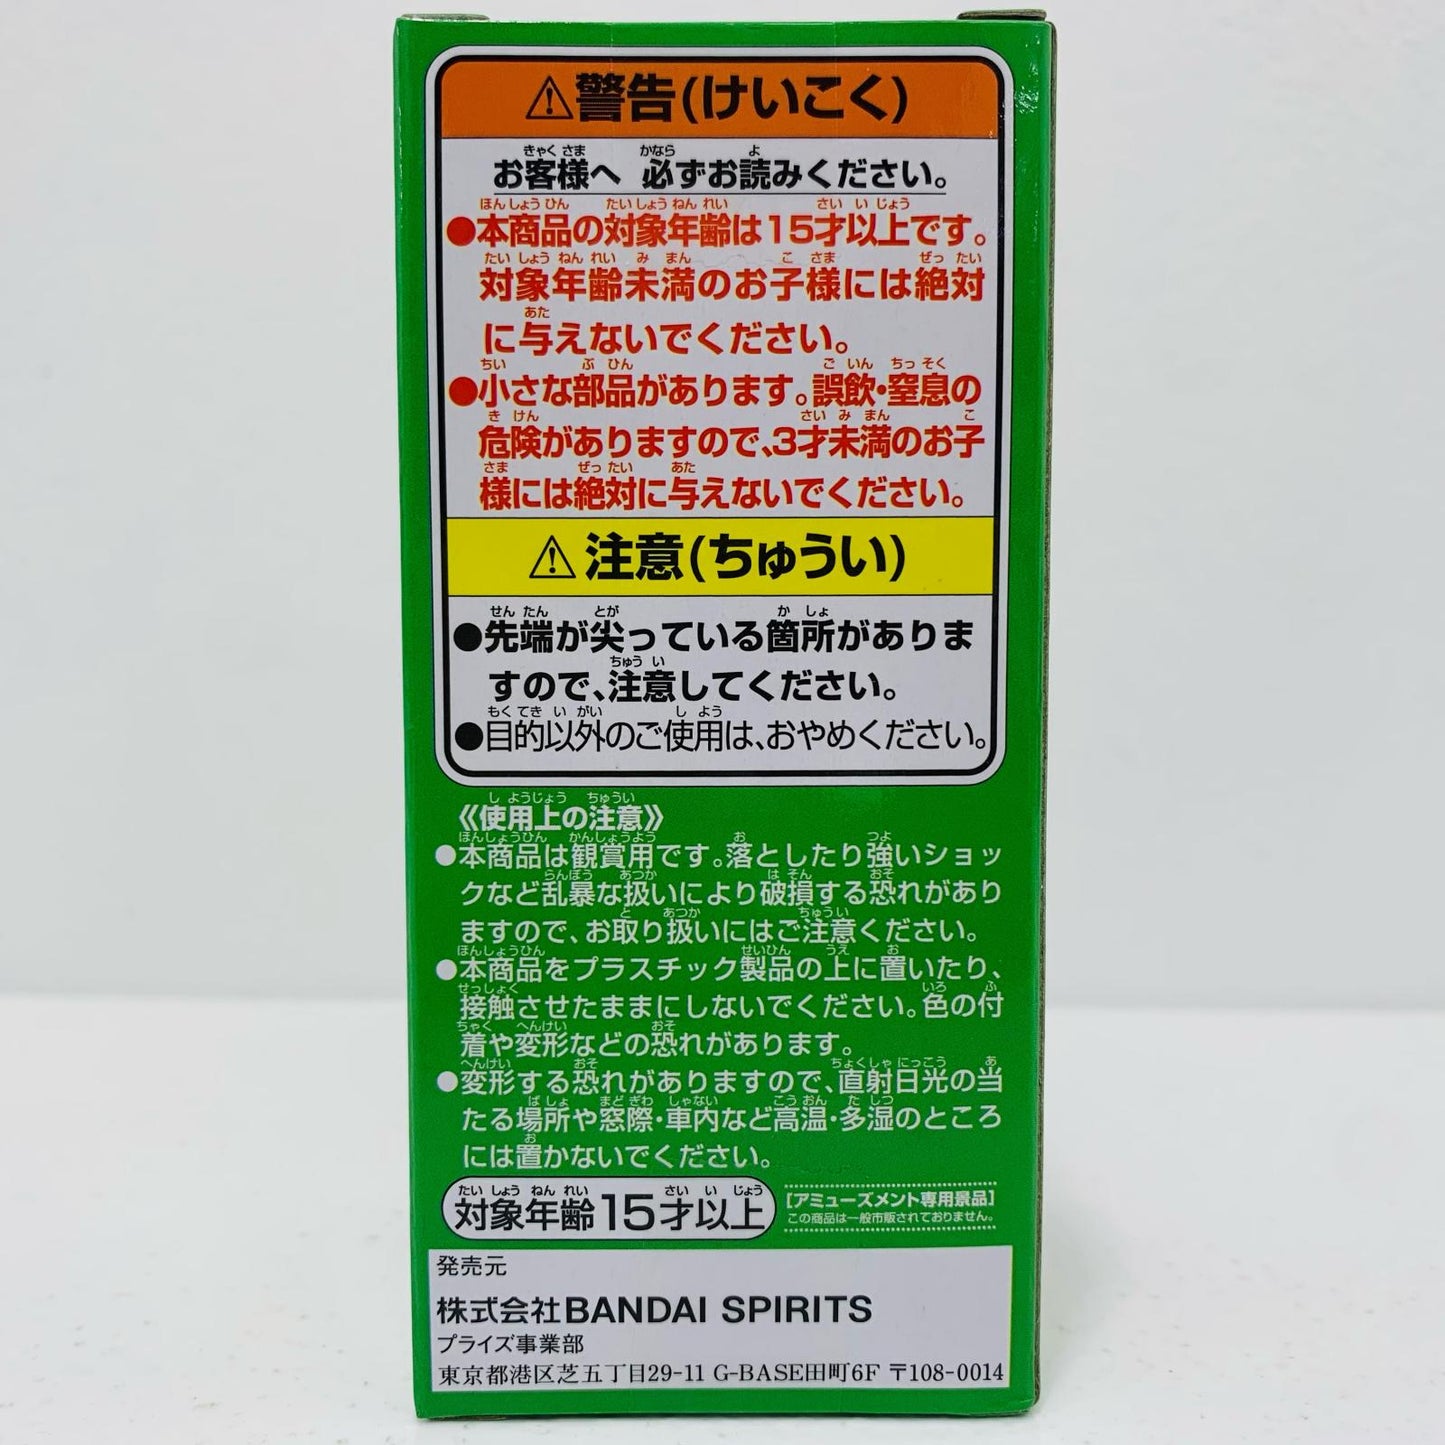 ⚠警告(けいこく)
お客様へ 必ずお読みください。
●本商品の対象年齢は15才以上です。
対象年齢未満のお子様には絶対
に与えないでください。
●小さな部品があります。誤飲・窒息の
危険がありますので、3才未満のお子
様には絶対に与えないでください。
⚠注意(ちゅうい)
●先端が尖っている箇所がありま
すので、注意してください。
●目的以外のご使用は、おやめください。
《使用上の注意》
●本商品は観賞用です。落としたり強いショッ
クなど乱暴な扱いにより破損する恐れがあり
ますので、お取り扱いにはご注意ください。
●本商品をプラスチック製品の上に置いたり、
接触させたままにしないでください。色の付
着や変形などの恐れがあります。
●変形する恐れがありますので、直射日光の当
たる場所や窓際・車内など高温・多湿のところ
には置かないでください。
対象年齢15才以上
[アミューズメント専用景品]
この商品は一般市販されておりません。
発売元
株式会社BANDAI SPIRITS
プライズ事業部
東京都港区芝五丁目29-11 G-BASE田町6F 〒108-0014